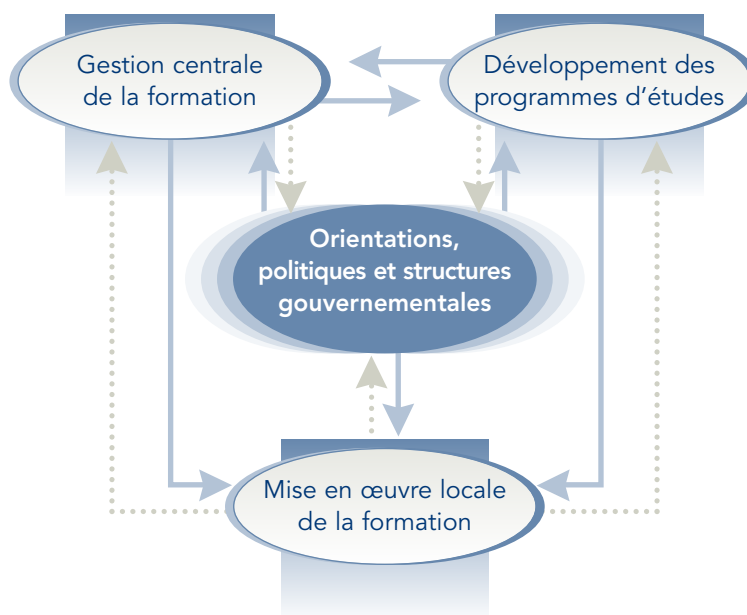 Gestion centrale
de la formation
Développement des
programmes d'études
Orientations,
politiques et structures
gouvernementales
Mise en œuvre locale
de la formation